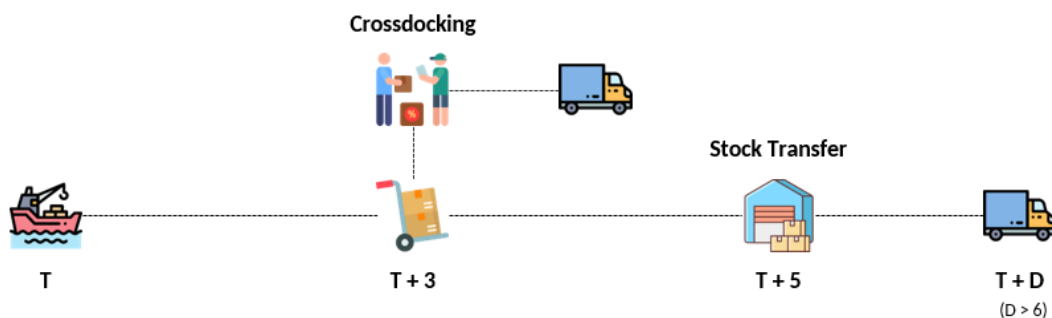 Crossdocking
%
Stock Transfer
T
T + 3
T + 5
T + D
(D > 6)